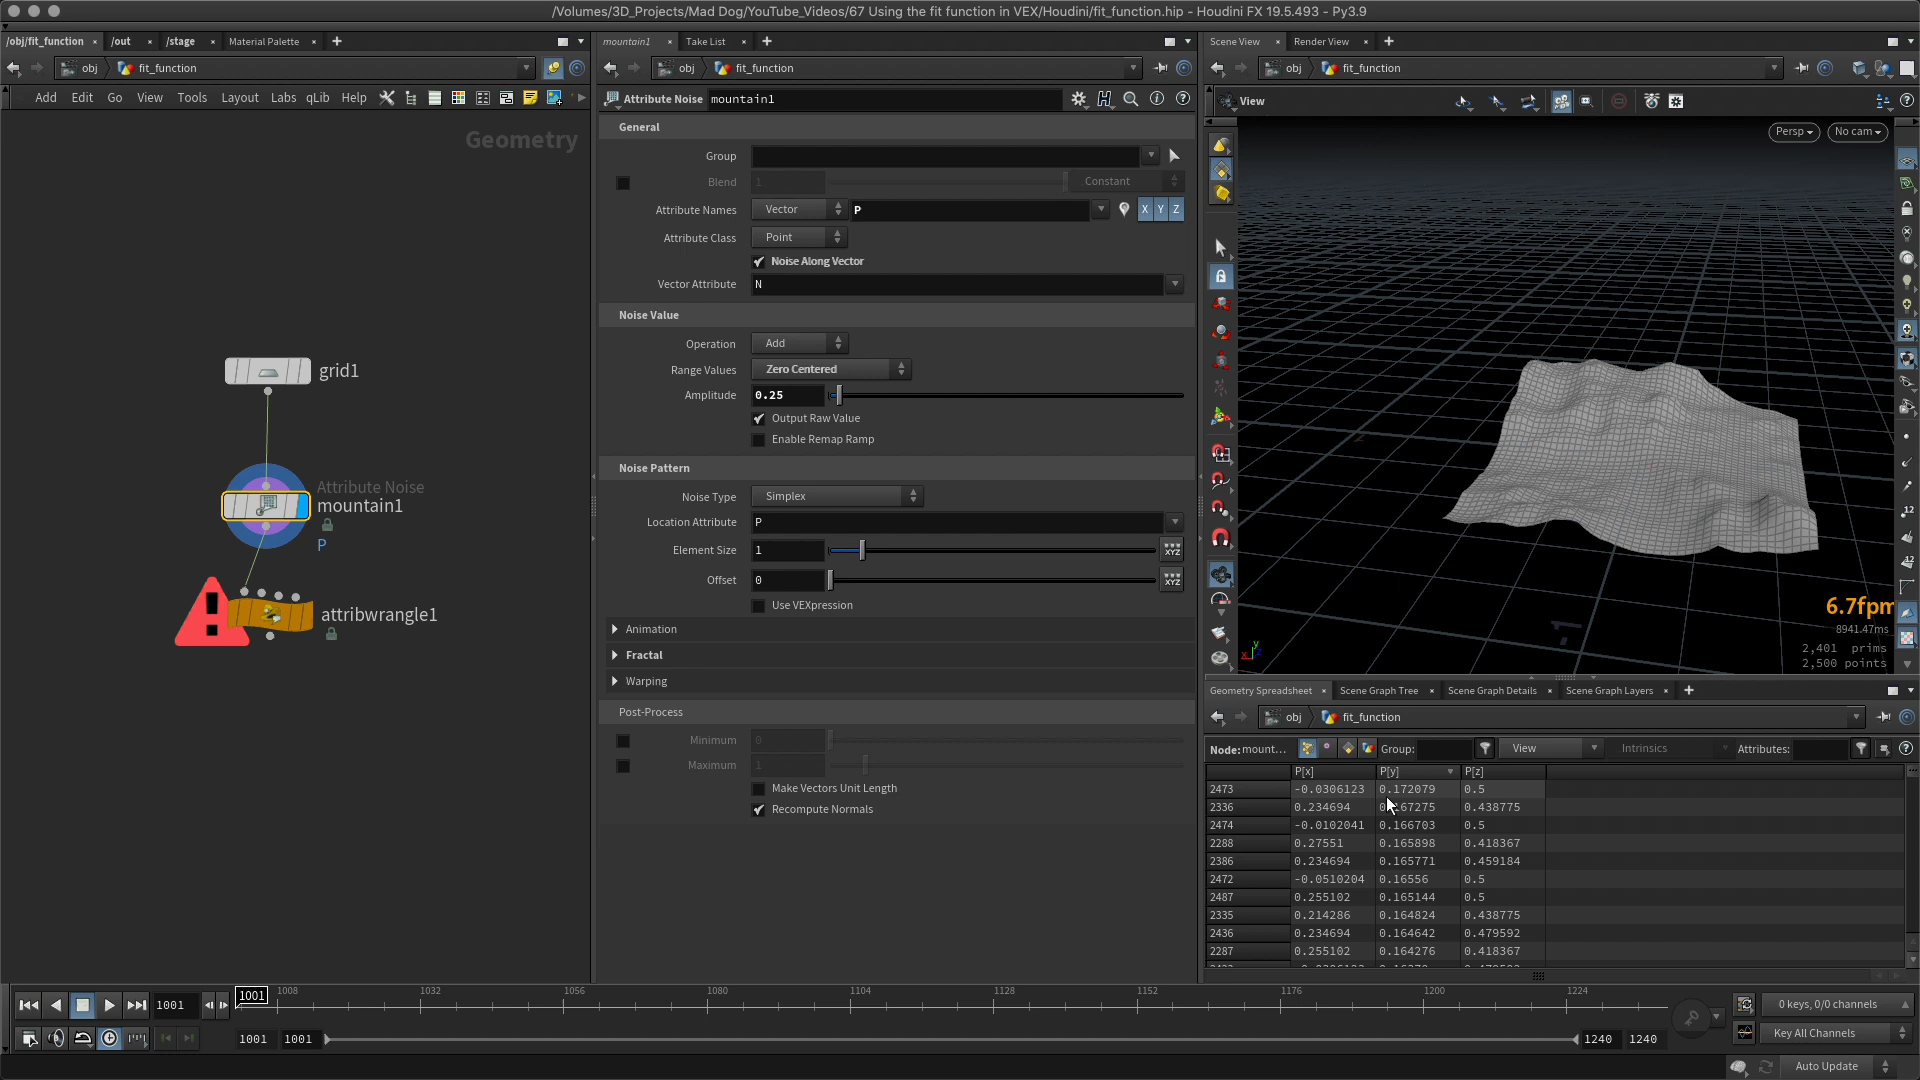 /Volumes/3D_Projects/Mad Dog/YouTube_Videos/67 Using the fit function in VEX/Houdini/fit_function.hip - Houdini FX 19.5.493 - Py3.9
/obj/fit_function × /out × /stage × Material Palette × +
obj fit_function
Add Edit Go View Tools Layout Labs qLib Help
Geometry
grid1
Attribute Noise
mountain1
P
attribwrangle1
mountain1 × Take List × +
obj fit_function
Attribute Noise mountain1
General
Group
Blend 1 Constant
Attribute Names Vector P X Y Z
Attribute Class Point
Noise Along Vector
Vector Attribute N
Noise Value
Operation Add
Range Values Zero Centered
Amplitude 0.25
Output Raw Value
Enable Remap Ramp
Noise Pattern
Noise Type Simplex
Location Attribute P
Element Size 1
Offset 0
Use VEXpression
Animation
Fractal
Warping
Post-Process
Minimum 0
Maximum 1
Make Vectors Unit Length
Recompute Normals
Scene View × Render View × +
obj fit_function
View
Persp No cam
6.7fpm
8941.47ms
2,401 prims
2,500 points
Geometry Spreadsheet × Scene Graph Tree × Scene Graph Details × Scene Graph Layers × +
obj fit_function
Node: mount... Group: View Intrinsics Attributes:
P[x] P[y] P[z]
2473 -0.0306123 0.172079 0.5
2336 0.234694 67275 0.438775
2474 -0.0102041 0.166703 0.5
2288 0.27551 0.165898 0.418367
2386 0.234694 0.165771 0.459184
2472 -0.0510204 0.16556 0.5
2487 0.255102 0.165144 0.5
2335 0.214286 0.164824 0.438775
2436 0.234694 0.164642 0.479592
2287 0.255102 0.164276 0.418367
1001 1001 1008 1032 1056 1080 1104 1128 1152 1176 1200 1224 0 keys, 0/0 channels
1001 1001 1240 1240 Key All Channels
Auto Update